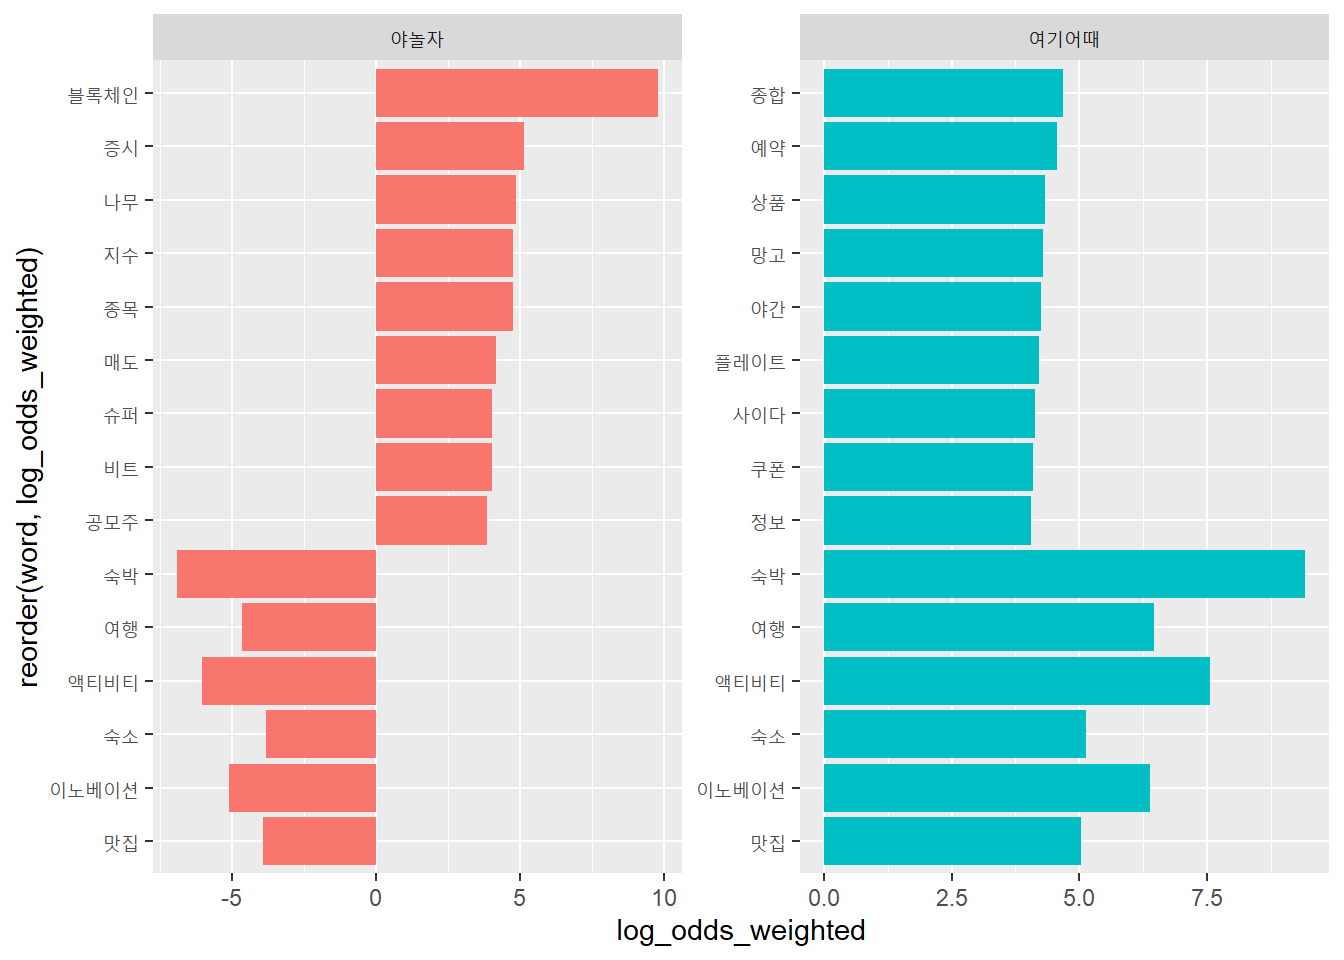 야놀자
여기어때
reorder(word, log_odds_weighted)
블록체인
증시
나무
지수
종목
매도
슈퍼
비트
공모주
숙박
여행
액티비티
숙소
이노베이션
맛집
-5 0 5 10
종합
예약
상품
망고
야간
플레이트
사이다
쿠폰
정보
숙박
여행
액티비티
숙소
이노베이션
맛집
0.0 2.5 5.0 7.5
log_odds_weighted